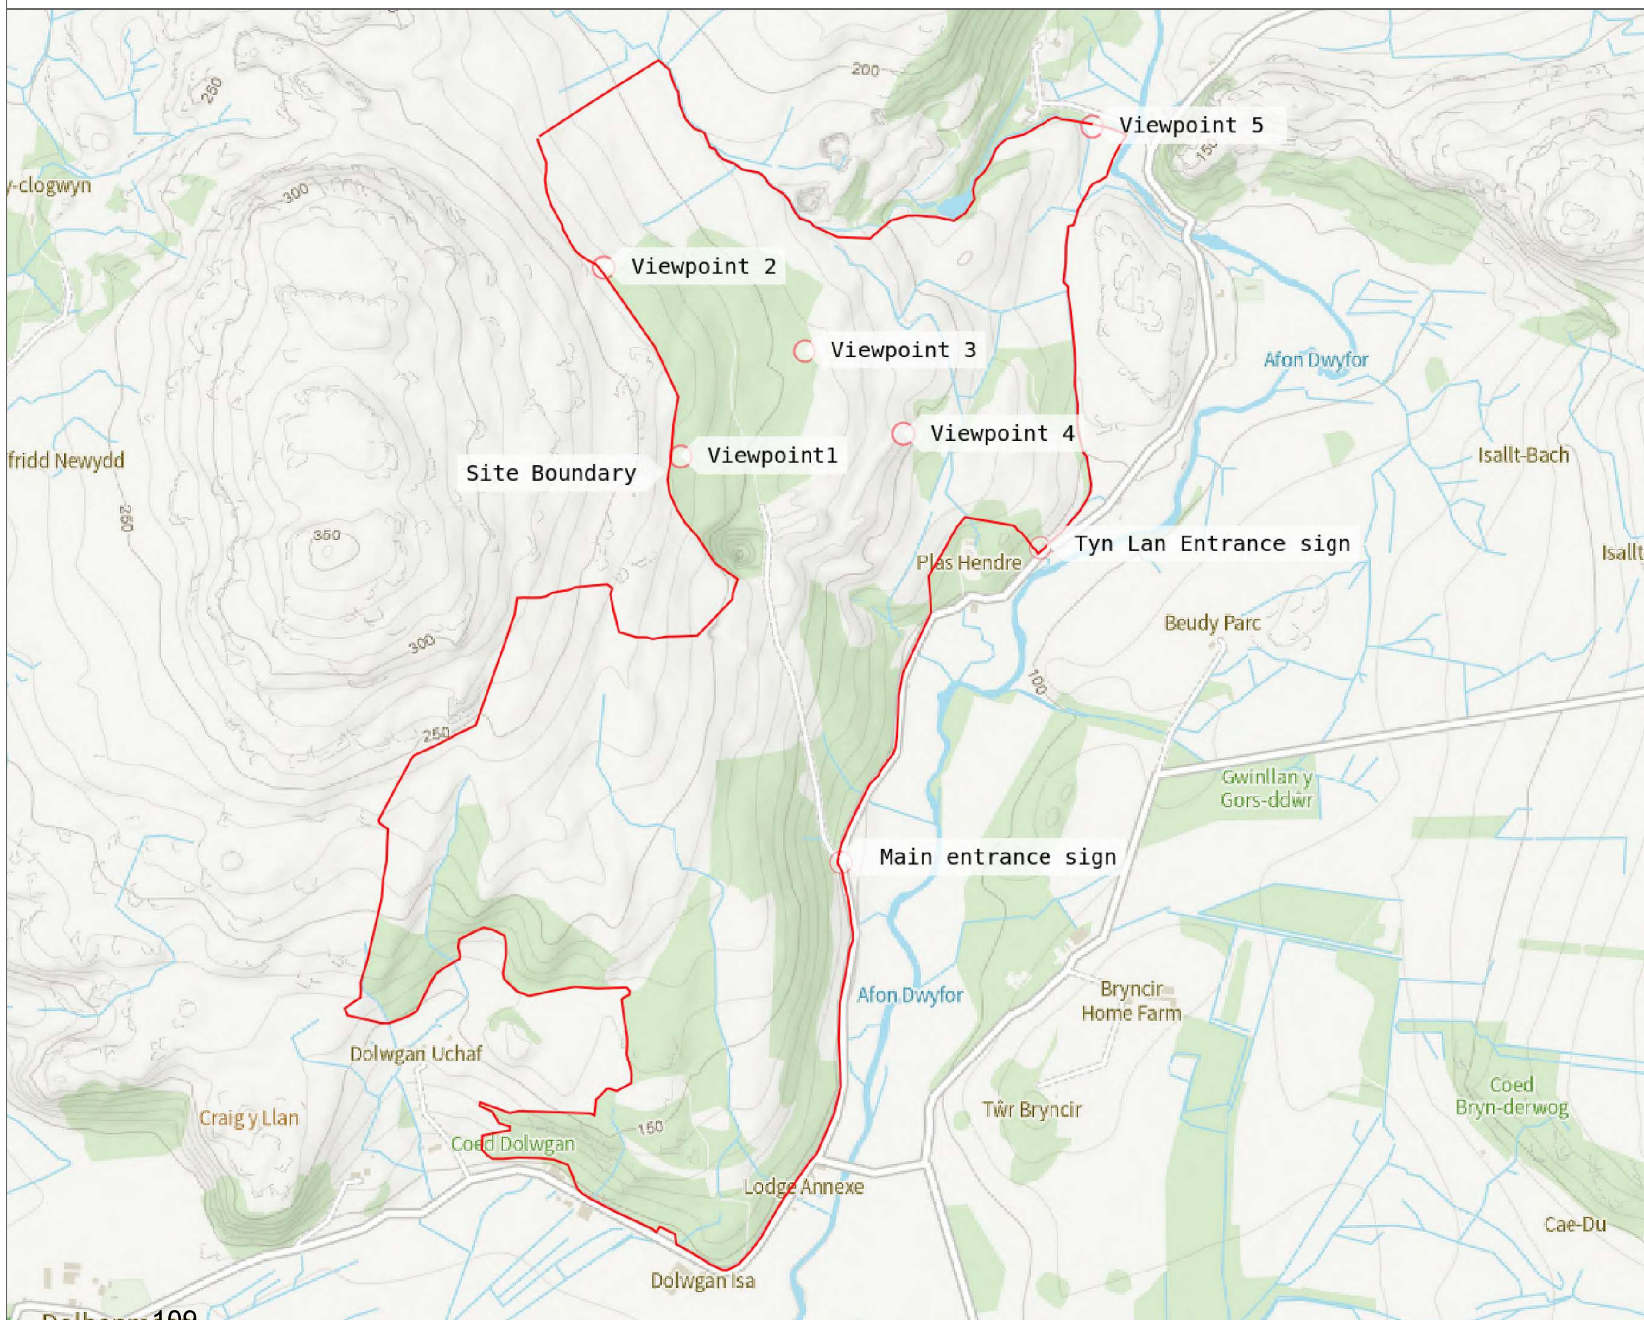 200
250
Viewpoint 5
150
y-clogwyn
300
Viewpoint 2
Viewpoint 3
Afon Dwyfor
Viewpoint 4
Viewpoint1
Isallt-Bach
fridd Newydd
Site Boundary
250
350
Tyn Lan Entrance sign
Isallt
Plas Hendre
Beudy Parc
300
100
250
Gwinllan y
Gors-ddŵr
Main entrance sign
Afon Dwyfor
Bryncir
Home Farm
Dolwgan Uchaf
Coed
Bryn-derwog
Craig y Llan
Tŵr Bryncir
150
Coed Dolwgan
Lodge Annexe
Cae-Du
Dolwgan Isa
109